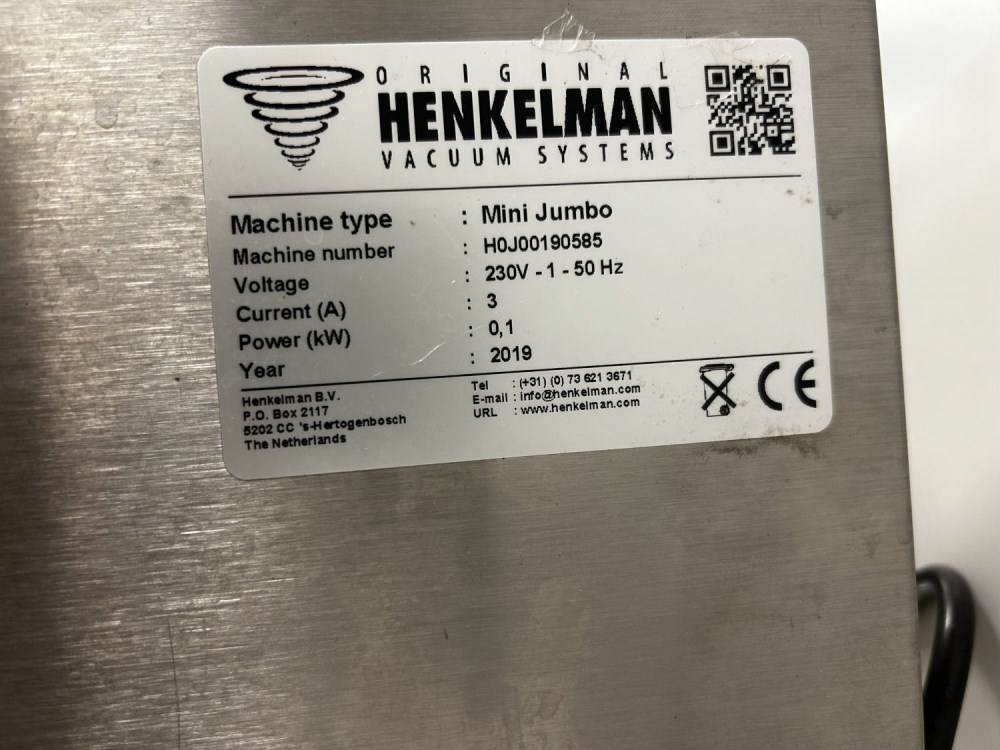 ORIGINAL
HENKELMAN
VACUUM SYSTEMS
Machine type : Mini Jumbo
Machine number : H0J00190585
Voltage : 230V - 1 - 50 Hz
Current (A) : 3
Power (kW) : 0,1
Year : 2019
Henkelman B.V.
P.O. Box 2117
5202 CC 's-Hertogenbosch
The Netherlands
Tel : (+31) (0) 73 621 3671
E-mail : info@henkelman.com
URL : www.henkelman.com
CE